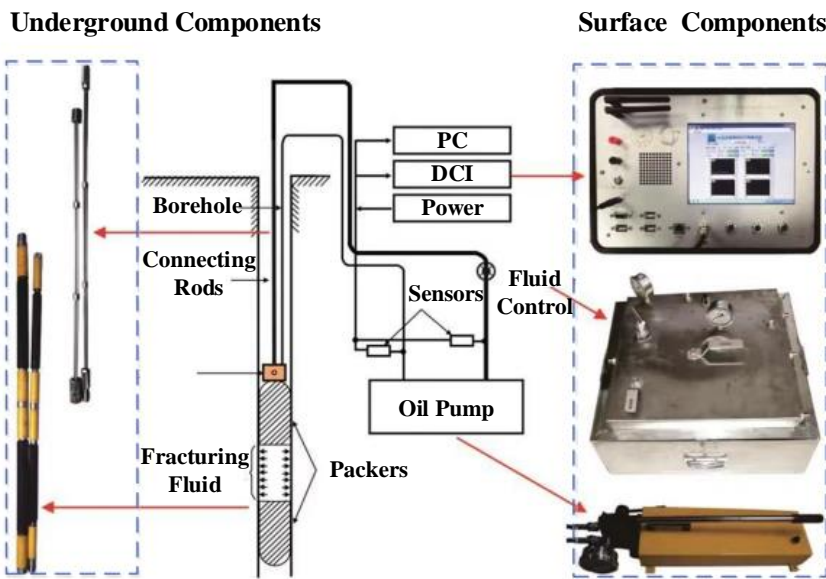 Underground Components
Surface Components
PC
DCI
Power
Borehole
Connecting
Rods
Sensors
Fluid
Control
Oil Pump
Fracturing
Fluid
Packers